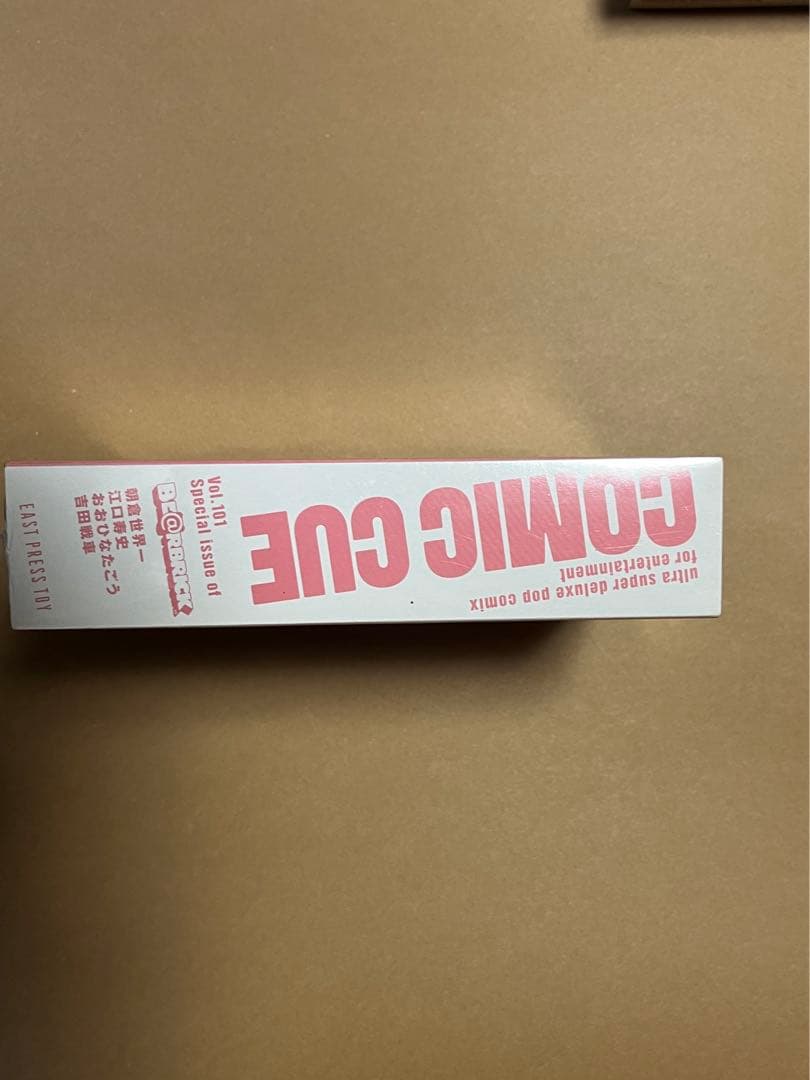 ultra super deluxe pop comix
for entertainment
COMIC CUE
Vol.101
Special issue of
BE@RBRICK
朝倉世界一
江口寿史
おおひなたごう
吉田戦車
EAST PRESS TOY